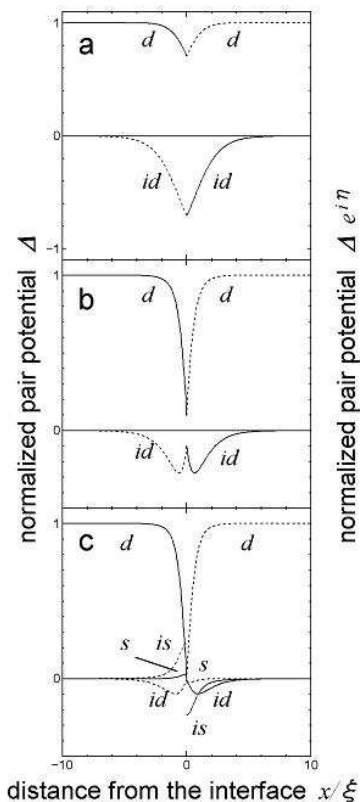 1
a
d
d
0
id
id
−1
normalized pair potential Δ
normalized pair potential Δ e^{iη}
1
b
d
d
0
id
id
1
c
d
d
s
is
s
0
id
id
is
−10
0
10
distance from the interface x/ξ